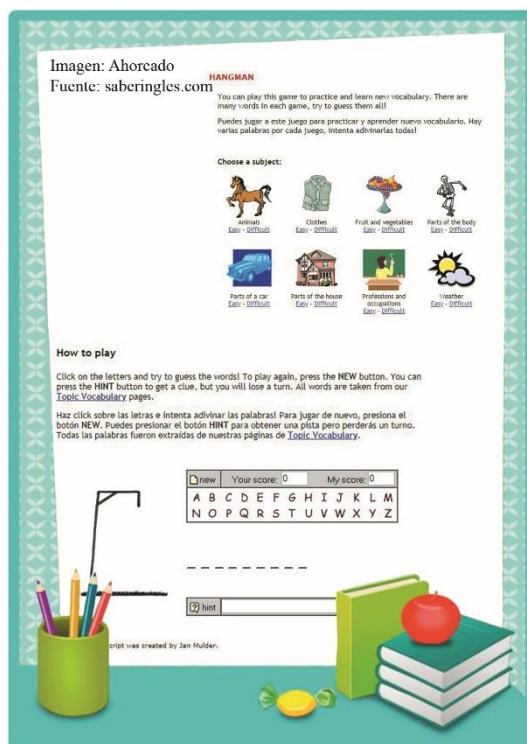 Imagen: Ahorcado
Fuente: saberingles.com
HANGMAN
You can play this game to practice and learn new vocabulary. There are
many words in each game, try to guess them all!
Puedes jugar a este juego para practicar y aprender nuevo vocabulario. Hay
varias palabras por cada juego, intenta adivinarlas todas!
Choose a subject:
Animals
Easy - Difficult
Clothes
Easy - Difficult
Fruit and vegetables
Easy - Difficult
Parts of the body
Easy - Difficult
Parts of a car
Easy - Difficult
Parts of the house
Easy - Difficult
Professions and
occupations
Easy - Difficult
Weather
Easy - Difficult
How to play
Click on the letters and try to guess the words! To play again, press the NEW button. You can
press the HINT button to get a clue, but you will lose a turn. All words are taken from our
Topic Vocabulary pages.
Haz click sobre las letras e intenta adivinar las palabras! Para jugar de nuevo, presiona el
botón NEW. Puedes presionar el botón HINT para obtener una pista pero perderás un turno.
Todas las palabras fueron extraídas de nuestras páginas de Topic Vocabulary.
new Your score: 0 My score: 0
A B C D E F G H I J K L M
N O P Q R S T U V W X Y Z
? hint
cript was created by Jan Mulder.